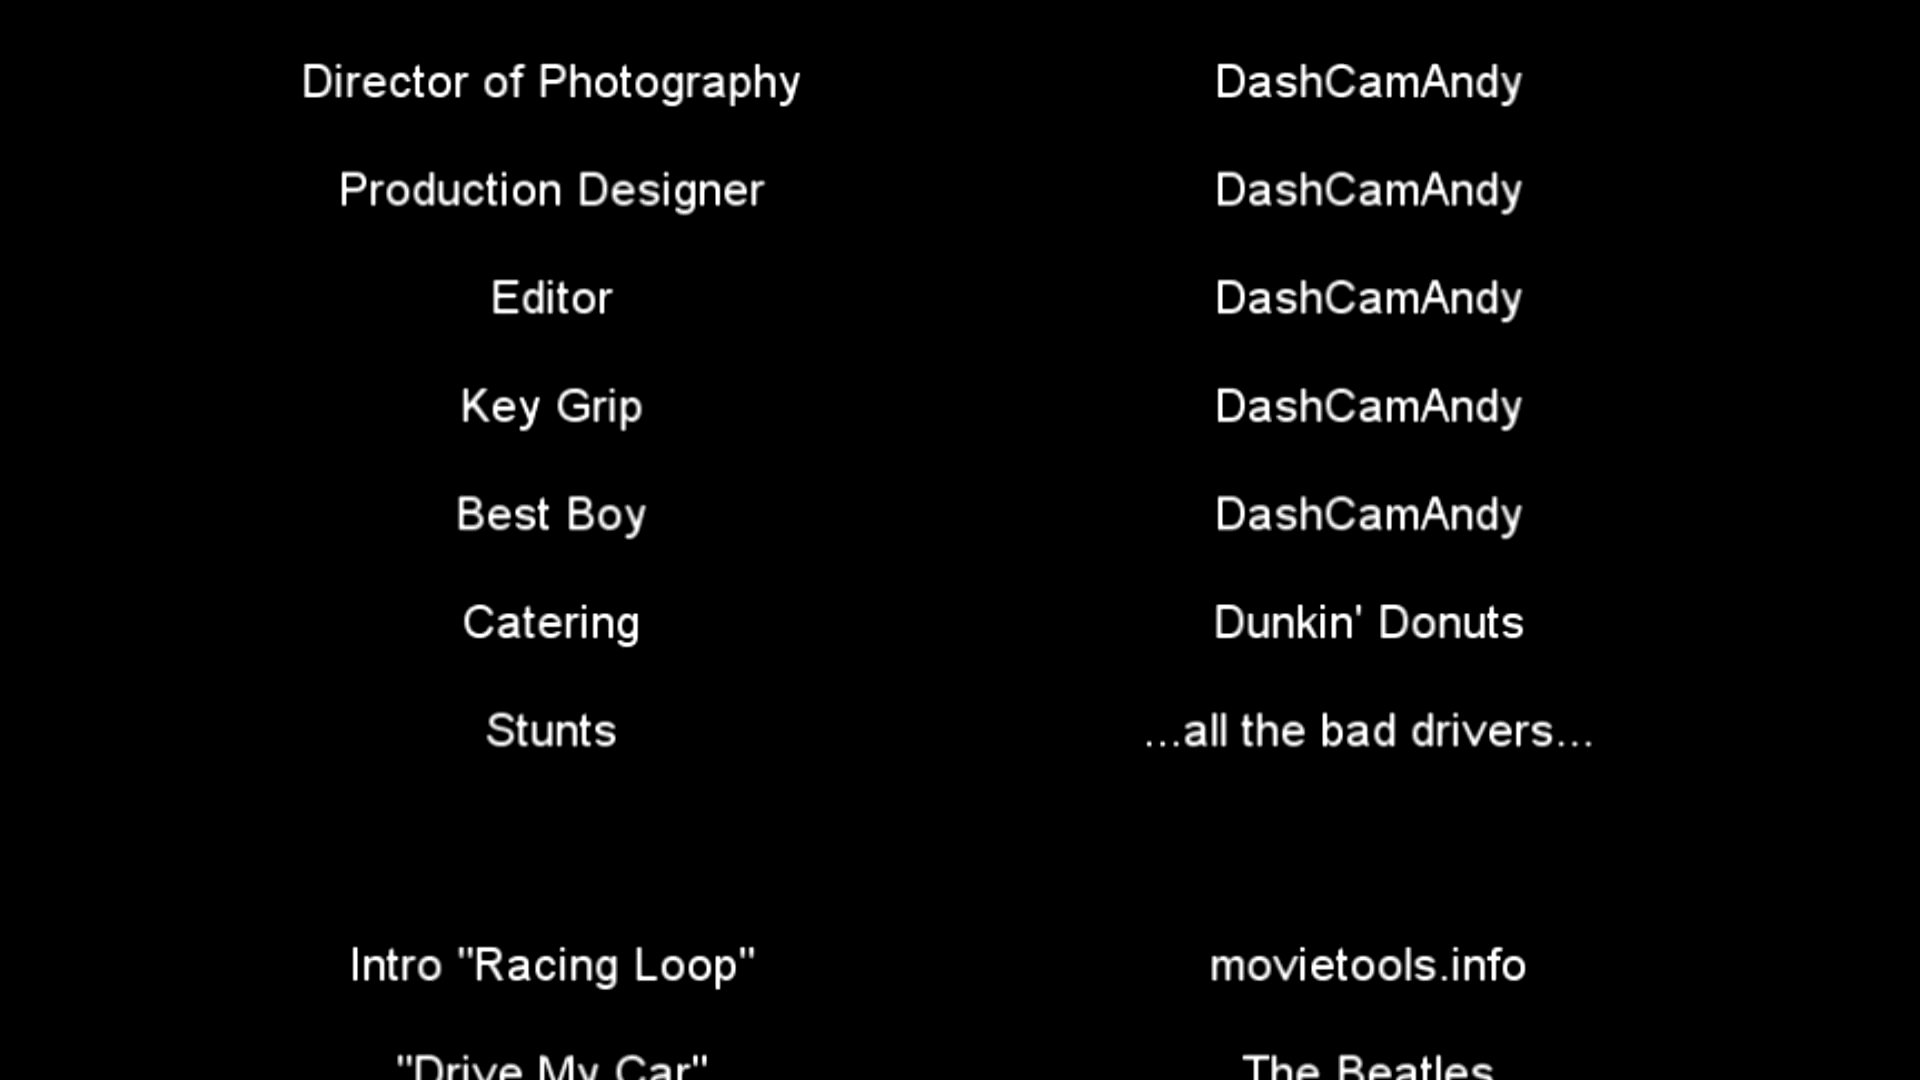 Director of Photography DashCamAndy
Production Designer DashCamAndy
Editor DashCamAndy
Key Grip DashCamAndy
Best Boy DashCamAndy
Catering Dunkin' Donuts
Stunts ...all the bad drivers...
Intro "Racing Loop" movietools.info
"Drive My Car" The Beatles